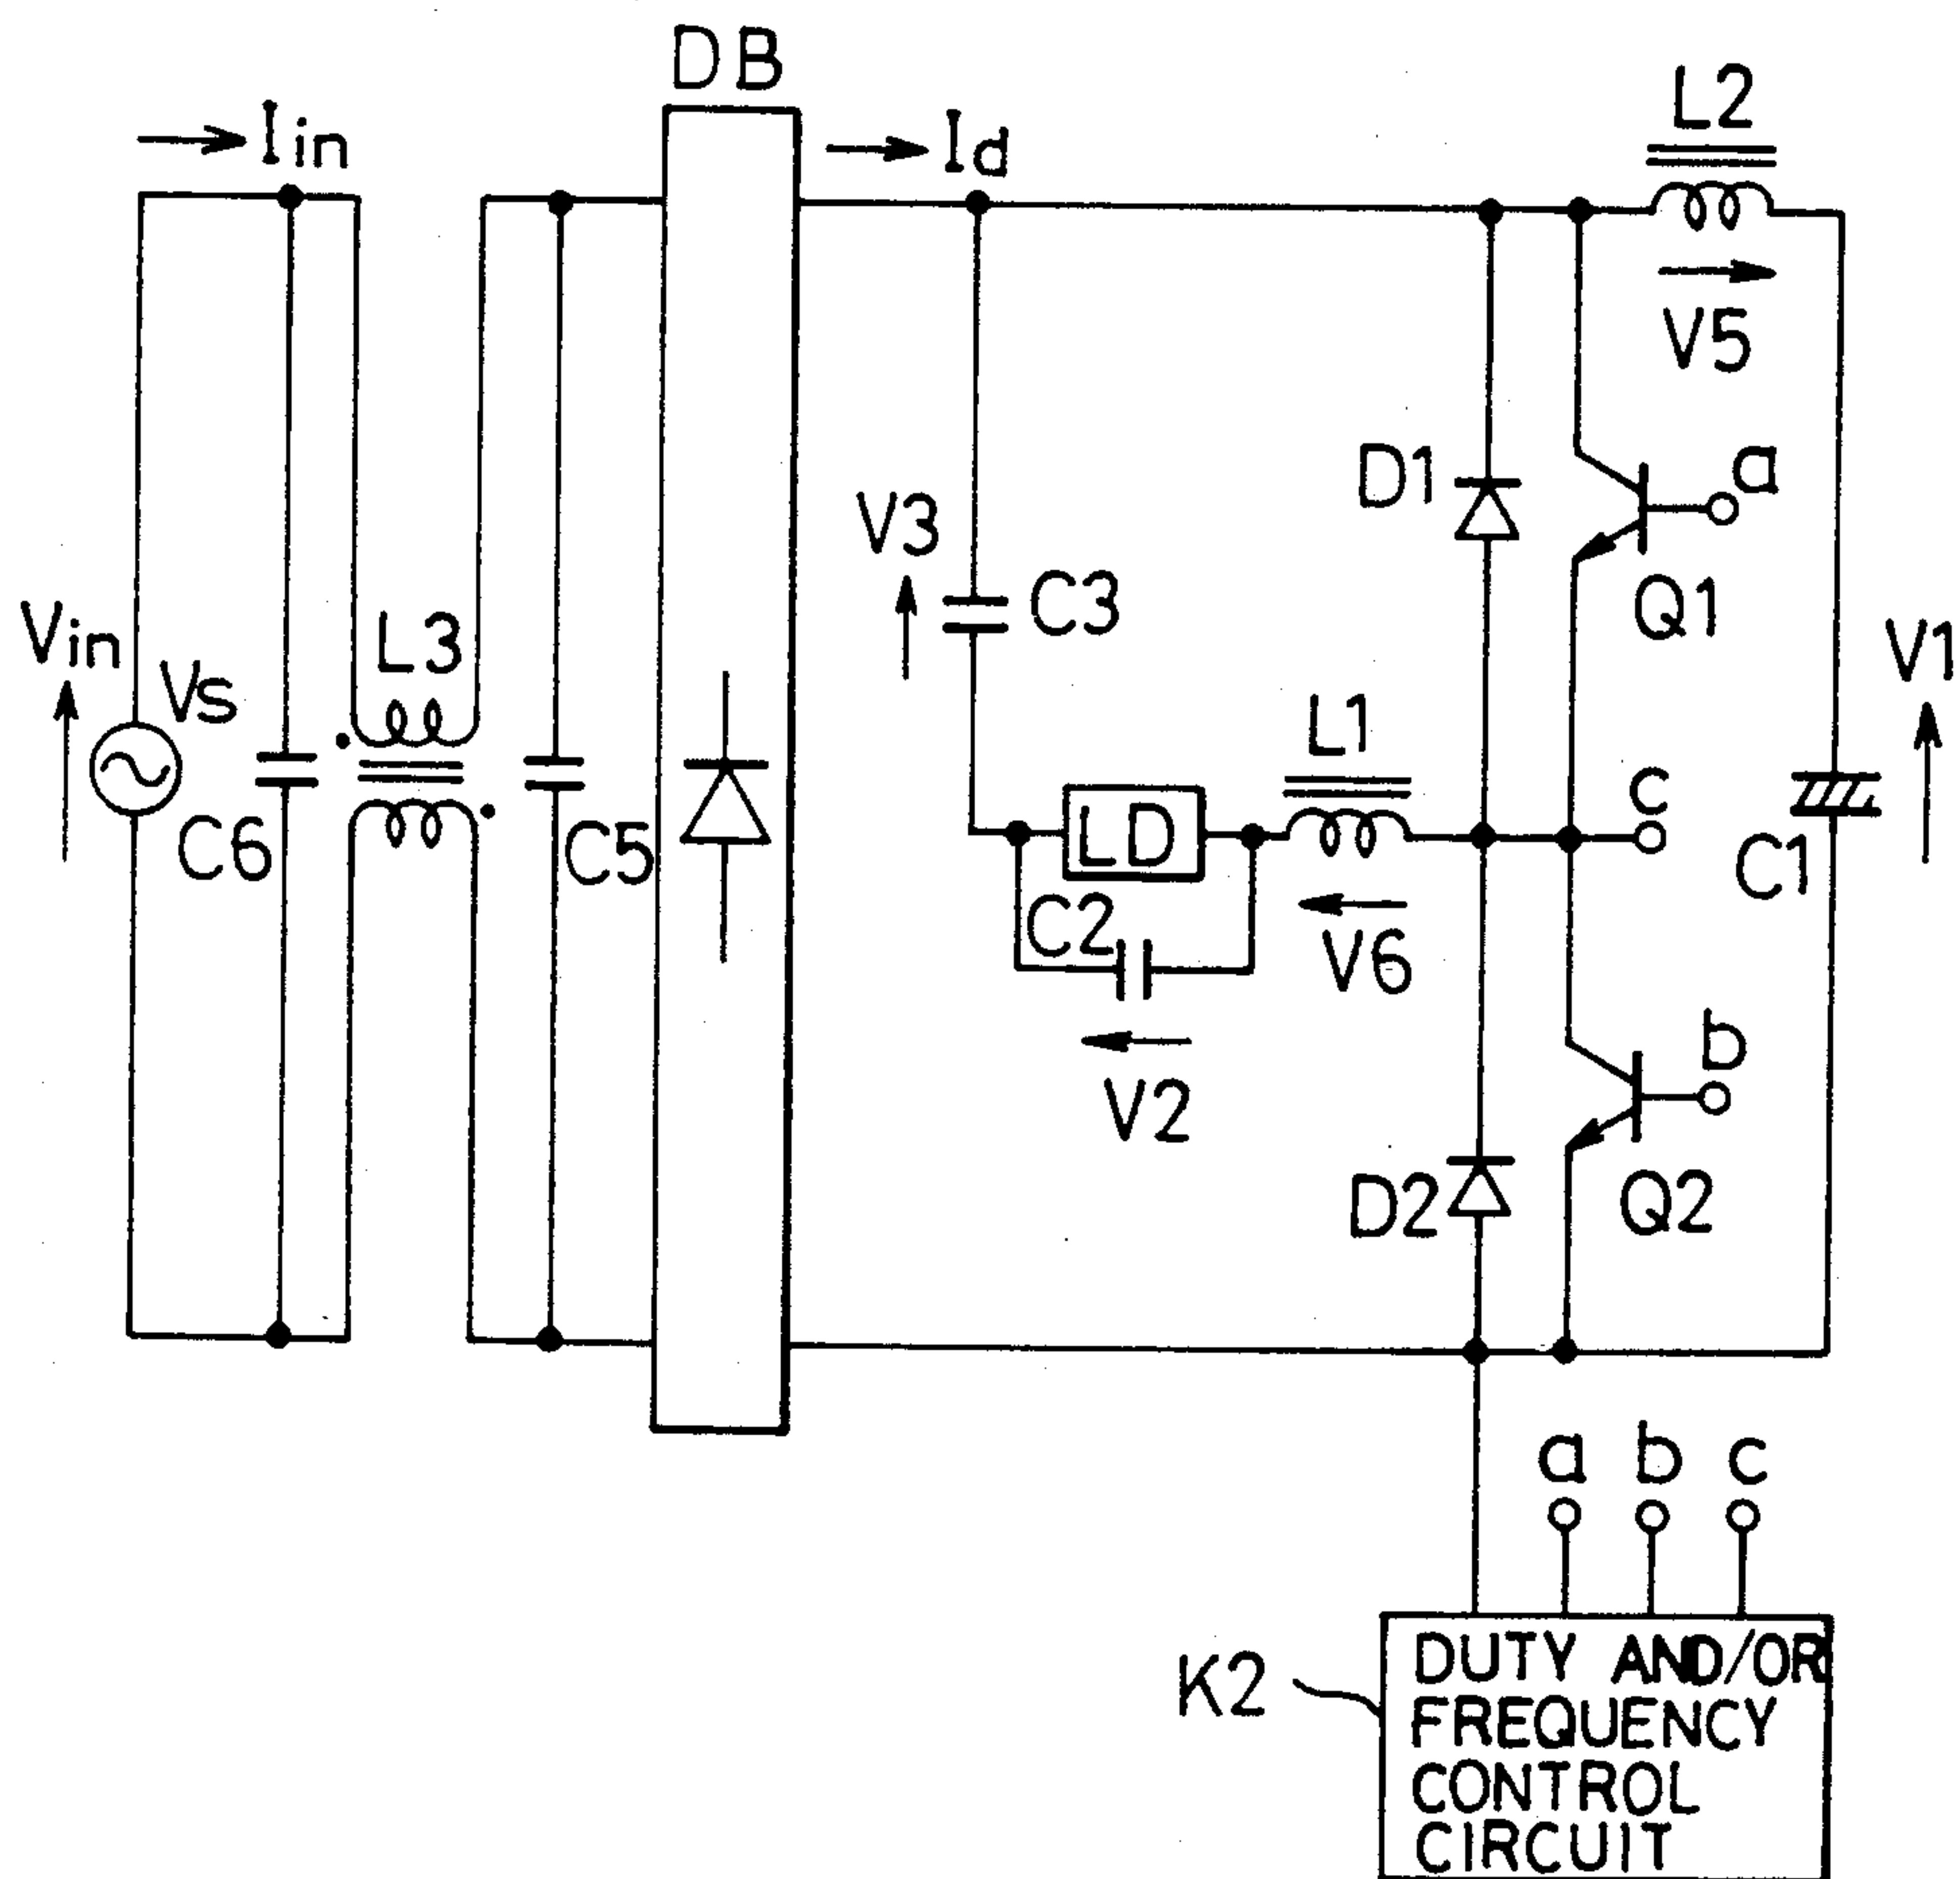 DB
Iin
Id
L2
V5
D1
a
Q1
V3
C3
Vin
Vs
L3
V1
L1
c
C6
C5
LD
C1
C2
V6
V2
b
D2
Q2
a b c
K2
DUTY AND/OR
FREQUENCY
CONTROL
CIRCUIT